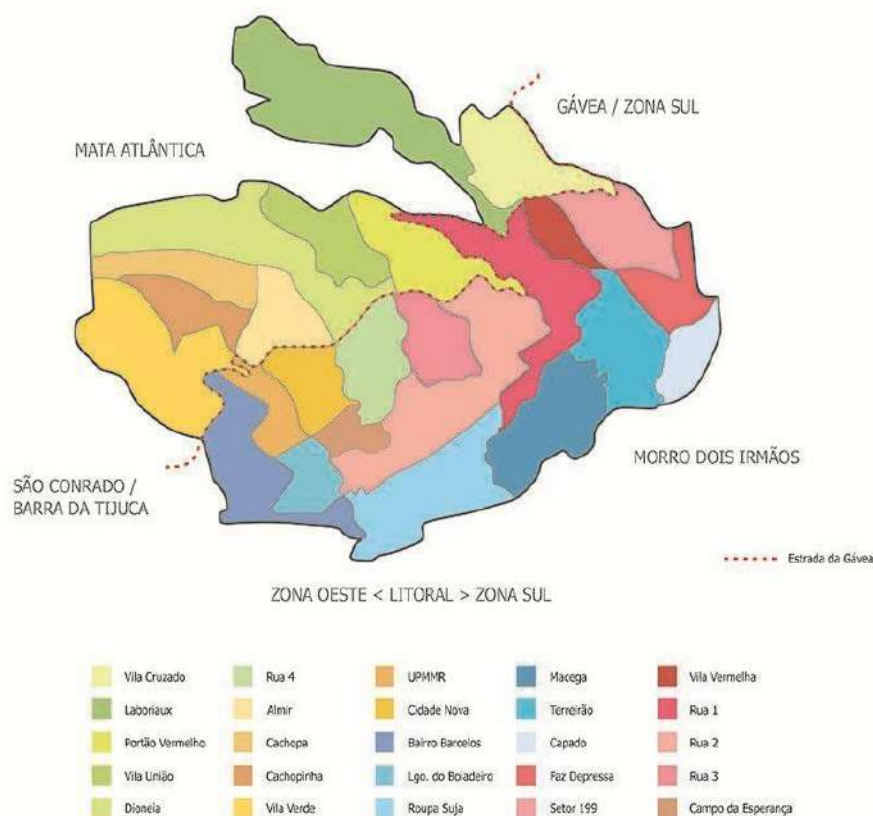 GÁVEA / ZONA SUL
MATA ATLÂNTICA
MORRO DOIS IRMÃOS
SÃO CONRADO /
BARRA DA TIJUCA
Estrada da Gávea
ZONA OESTE < LITORAL > ZONA SUL
Vila Cruzado
Rua 4
UPMMR
Macega
Vila Vermelha
Laboriaux
Almir
Cidade Nova
Terreirão
Rua 1
Portão Vermelho
Cachopa
Bairro Barcelos
Capado
Rua 2
Vila União
Cachopinha
Lgo. do Boiadeiro
Faz Depressa
Rua 3
Dioneia
Vila Verde
Roupa Suja
Setor 199
Campo da Esperança